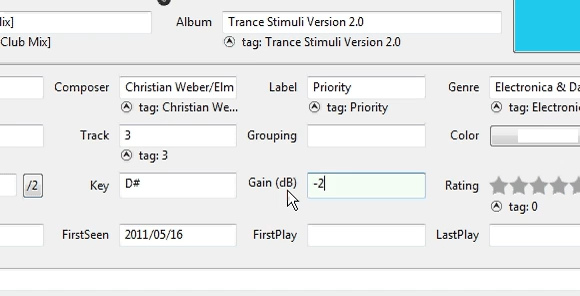 lix] Album Trance Stimuli Version 2.0
Club Mix] tag: Trance Stimuli Version 2.0
Composer Christian Weber/Elm Label Priority Genre Electronica & Da
tag: Christian We... tag: Priority tag: Electroni
Track 3 Grouping Color
tag: 3
/2 Key D# Gain (dB) -2 Rating
tag: 0
FirstSeen 2011/05/16 FirstPlay LastPlay